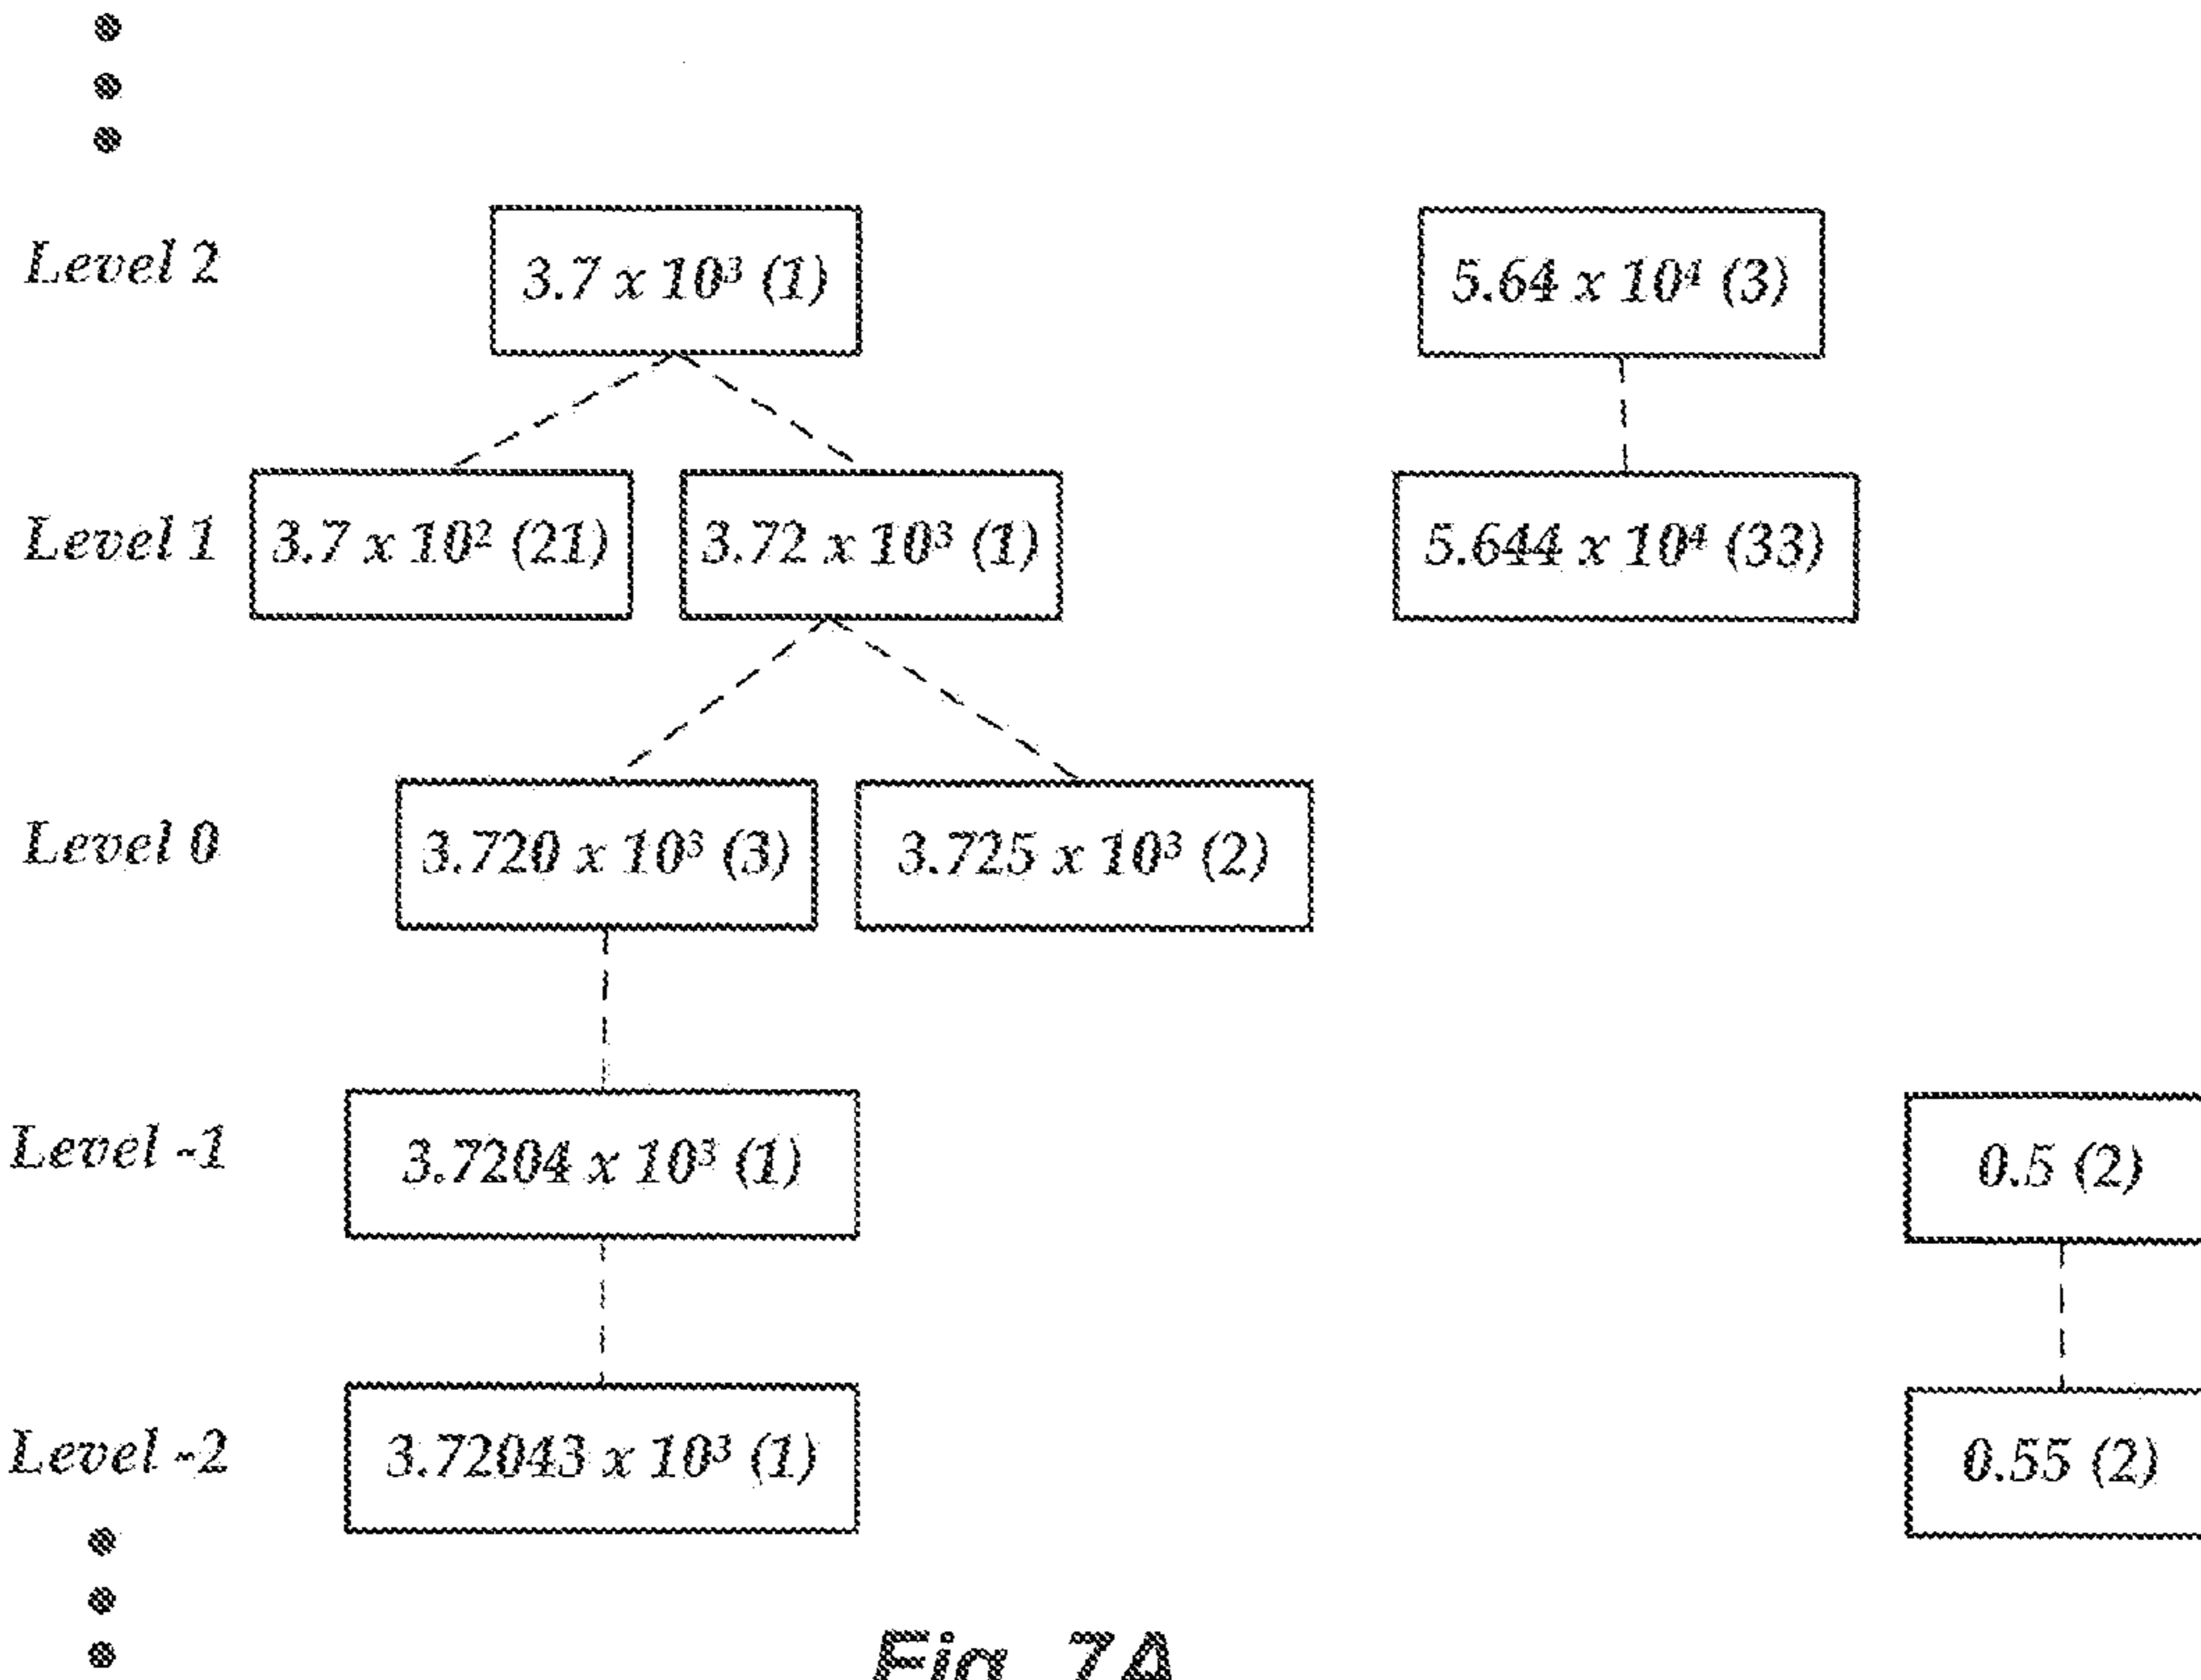 Level 2 3.7 x 10³ (1) 5.64 x 10⁴ (3)
Level 1 3.7 x 10² (21) 3.72 x 10³ (1) 5.644 x 10⁴ (33)
Level 0 3.720 x 10³ (3) 3.725 x 10³ (2)
Level -1 3.7204 x 10³ (1) 0.5 (2)
Level -2 3.72043 x 10³ (1) 0.55 (2)
Fig. 7A